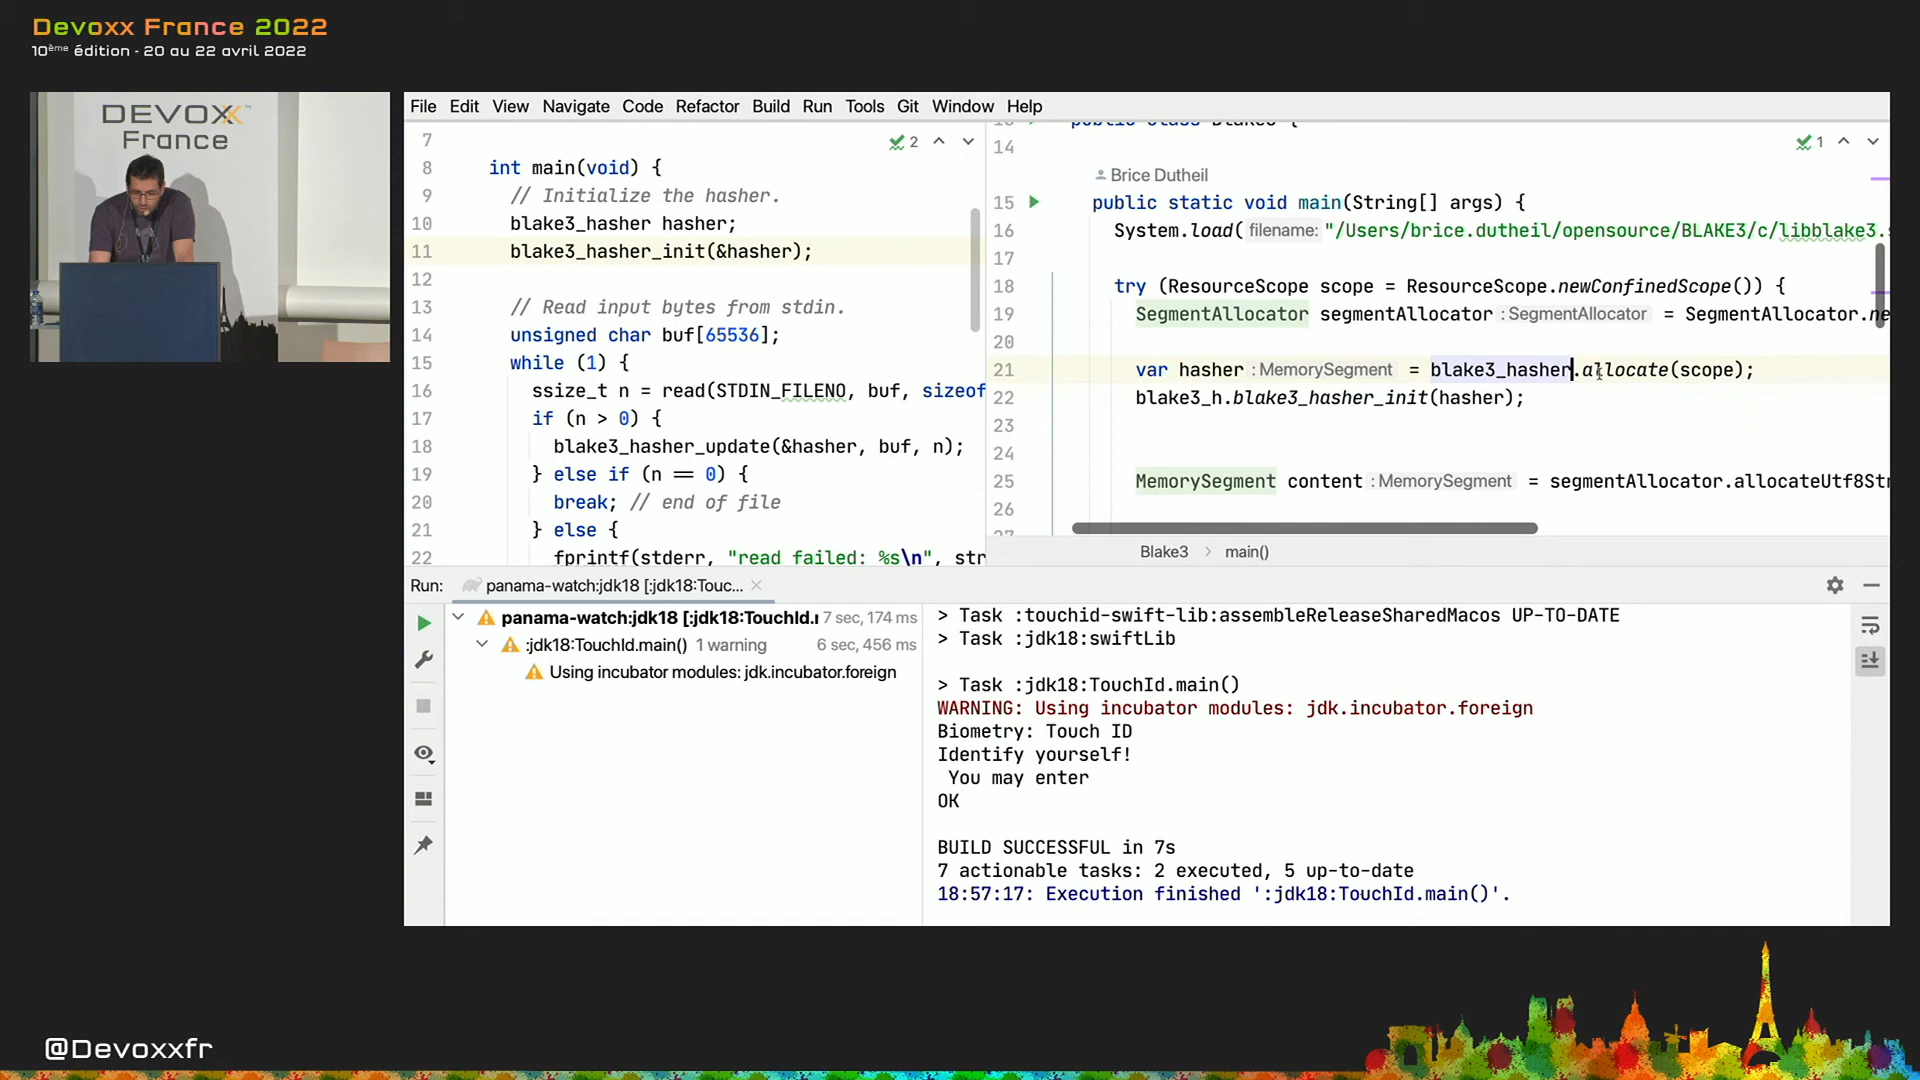 Devoxx France 2022
10ème édition - 20 au 22 avril 2022
DEVOXX™
France
File Edit View Navigate Code Refactor Build Run Tools Git Window Help
7
8 int main(void) {
9 // Initialize the hasher.
10 blake3_hasher hasher;
11 blake3_hasher_init(&hasher);
12
13 // Read input bytes from stdin.
14 unsigned char buf[65536];
15 while (1) {
16 ssize_t n = read(STDIN_FILENO, buf, sizeof
17 if (n > 0) {
18 blake3_hasher_update(&hasher, buf, n);
19 } else if (n == 0) {
20 break; // end of file
21 } else {
22 fprintf(stderr, "read failed: %s\n", str
2
public class Blake3 {
14
1
Brice Dutheil
15 public static void main(String[] args) {
16 System.load( filename: "/Users/brice.dutheil/opensource/BLAKE3/c/libblake3.s
17
18 try (ResourceScope scope = ResourceScope.newConfinedScope()) {
19 SegmentAllocator segmentAllocator : SegmentAllocator = SegmentAllocator.ne
20
21 var hasher : MemorySegment = blake3_hasher.allocate(scope);
22 blake3_h.blake3_hasher_init(hasher);
23
24
25 MemorySegment content : MemorySegment = segmentAllocator.allocateUtf8Str
26
27
Blake3 > main()
Run: panama-watch:jdk18 [:jdk18:Touc...
panama-watch:jdk18 [:jdk18:TouchId.m 7 sec, 174 ms
:jdk18:TouchId.main() 1 warning 6 sec, 456 ms
Using incubator modules: jdk.incubator.foreign
> Task :touchid-swift-lib:assembleReleaseSharedMacos UP-TO-DATE
> Task :jdk18:swiftLib
> Task :jdk18:TouchId.main()
WARNING: Using incubator modules: jdk.incubator.foreign
Biometry: Touch ID
Identify yourself!
You may enter
OK
BUILD SUCCESSFUL in 7s
7 actionable tasks: 2 executed, 5 up-to-date
18:57:17: Execution finished ':jdk18:TouchId.main()'.
@Devoxxfr